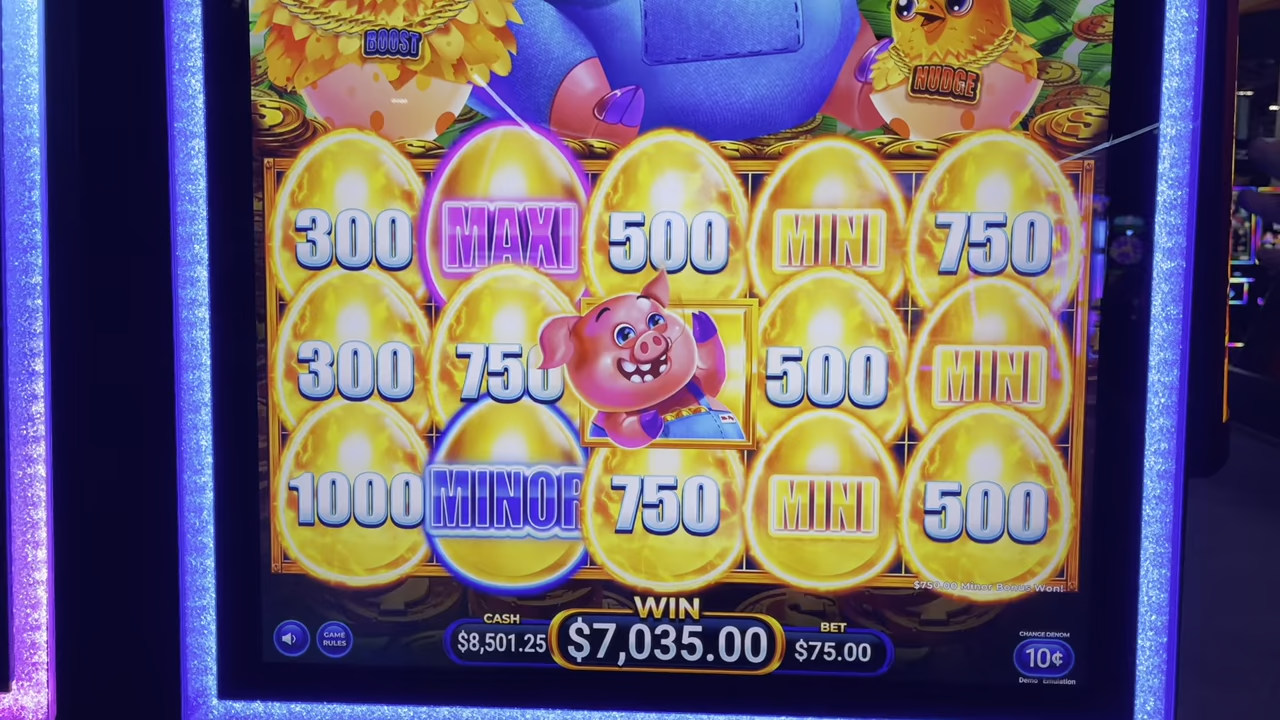 BOOST
NUDGE
300 MAXI 500 MINI 750
300 750 500 MINI
1000 MINOR 750 MINI 500
$750.00 Minor Bonus Won!
WIN
CASH $7,035.00 BET
$8,501.25 $75.00
GAME
RULES
CHANGE DENOM
10¢
Demo Emulation